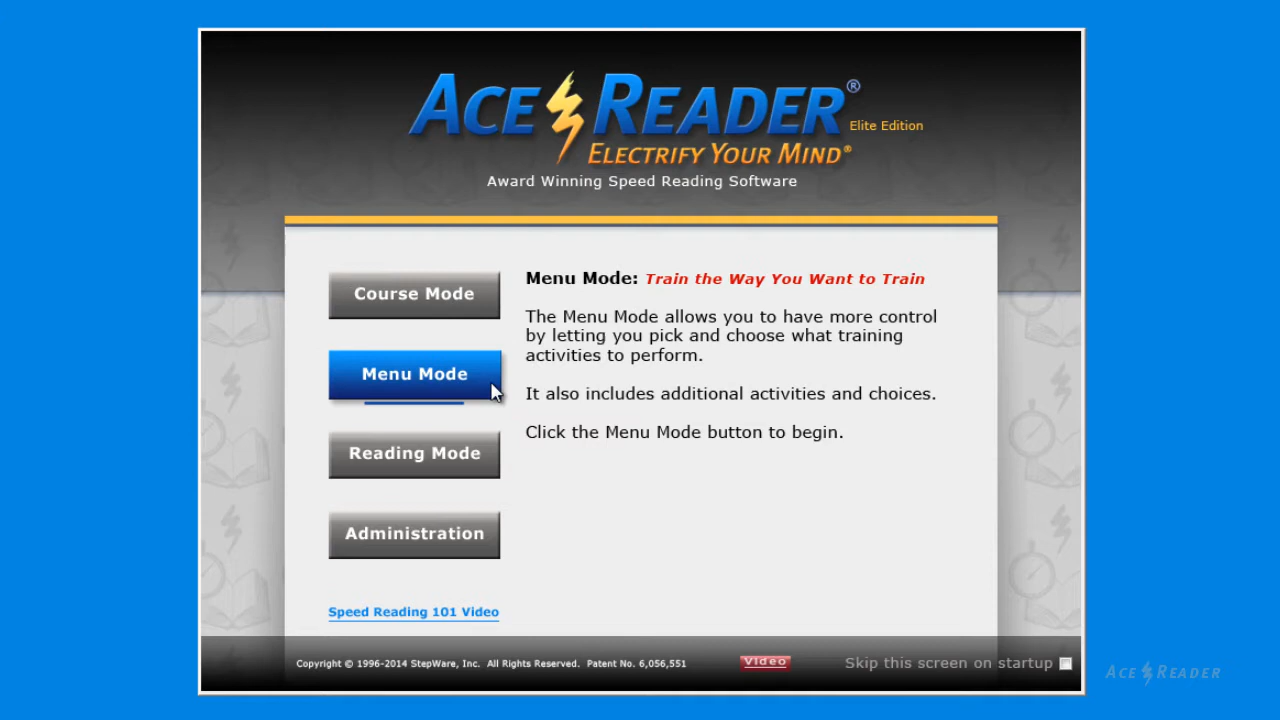 ACE READER®
Elite Edition
ELECTRIFY YOUR MIND®
Award Winning Speed Reading Software
Course Mode
Menu Mode
Reading Mode
Administration
Speed Reading 101 Video
Menu Mode: Train the Way You Want to Train
The Menu Mode allows you to have more control
by letting you pick and choose what training
activities to perform.
It also includes additional activities and choices.
Click the Menu Mode button to begin.
Copyright © 1996-2014 StepWare, Inc. All Rights Reserved. Patent No. 6,056,551
Video
Skip this screen on startup
ACE READER